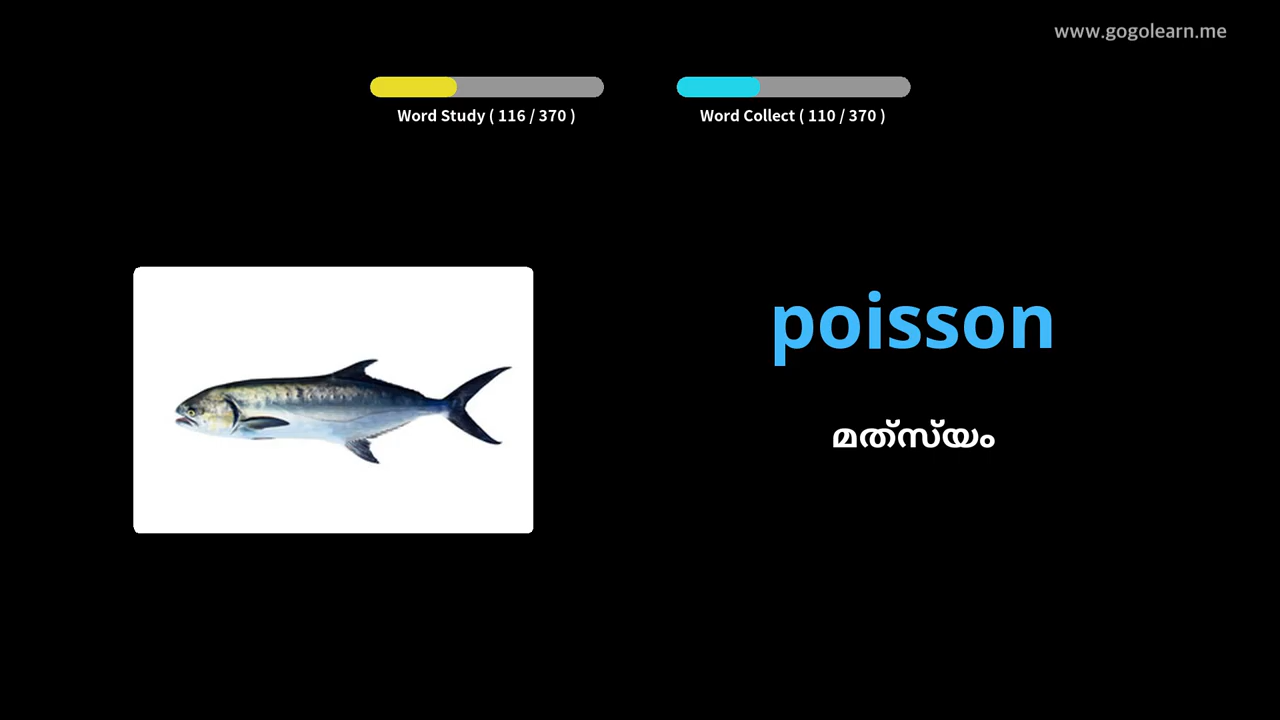 www.gogolearn.me
Word Study ( 116 / 370 )
Word Collect ( 110 / 370 )
poisson
മത്സ്യം